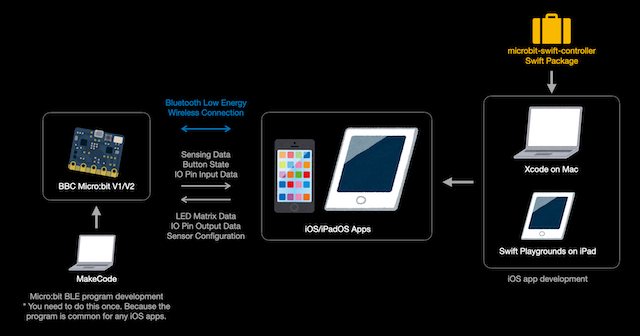 microbit-swift-controller
Swift Package
Bluetooth Low Energy
Wireless Connection
Sensing Data
Button State
IO Pin Input Data
BBC Micro:bit V1/V2
LED Matrix Data
IO Pin Output Data
Sensor Configuration
iOS/iPadOS Apps
Xcode on Mac
Swift Playgrounds on iPad
iOS app development
MakeCode
Micro:bit BLE program development
* You need to do this once. Because the
program is common for any iOS apps.